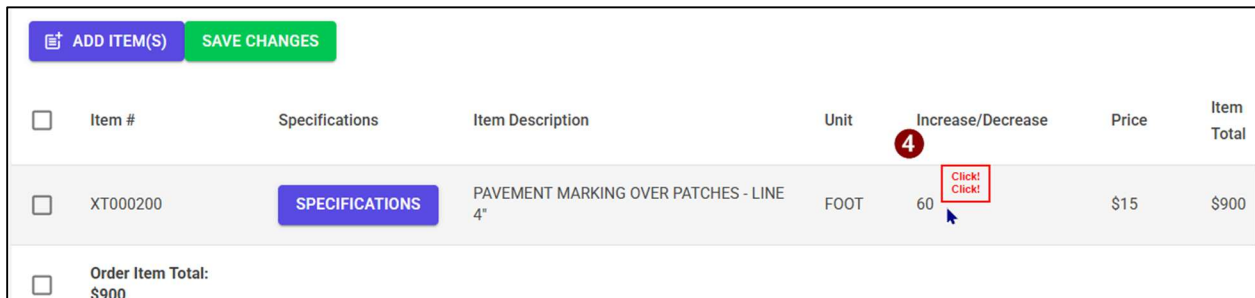 ADD ITEM(S) SAVE CHANGES
Item # Specifications Item Description Unit Increase/Decrease Price Item
Total
4
Click!
Click!
XT000200 SPECIFICATIONS PAVEMENT MARKING OVER PATCHES - LINE
4" FOOT 60 $15 $900
Order Item Total:
$900